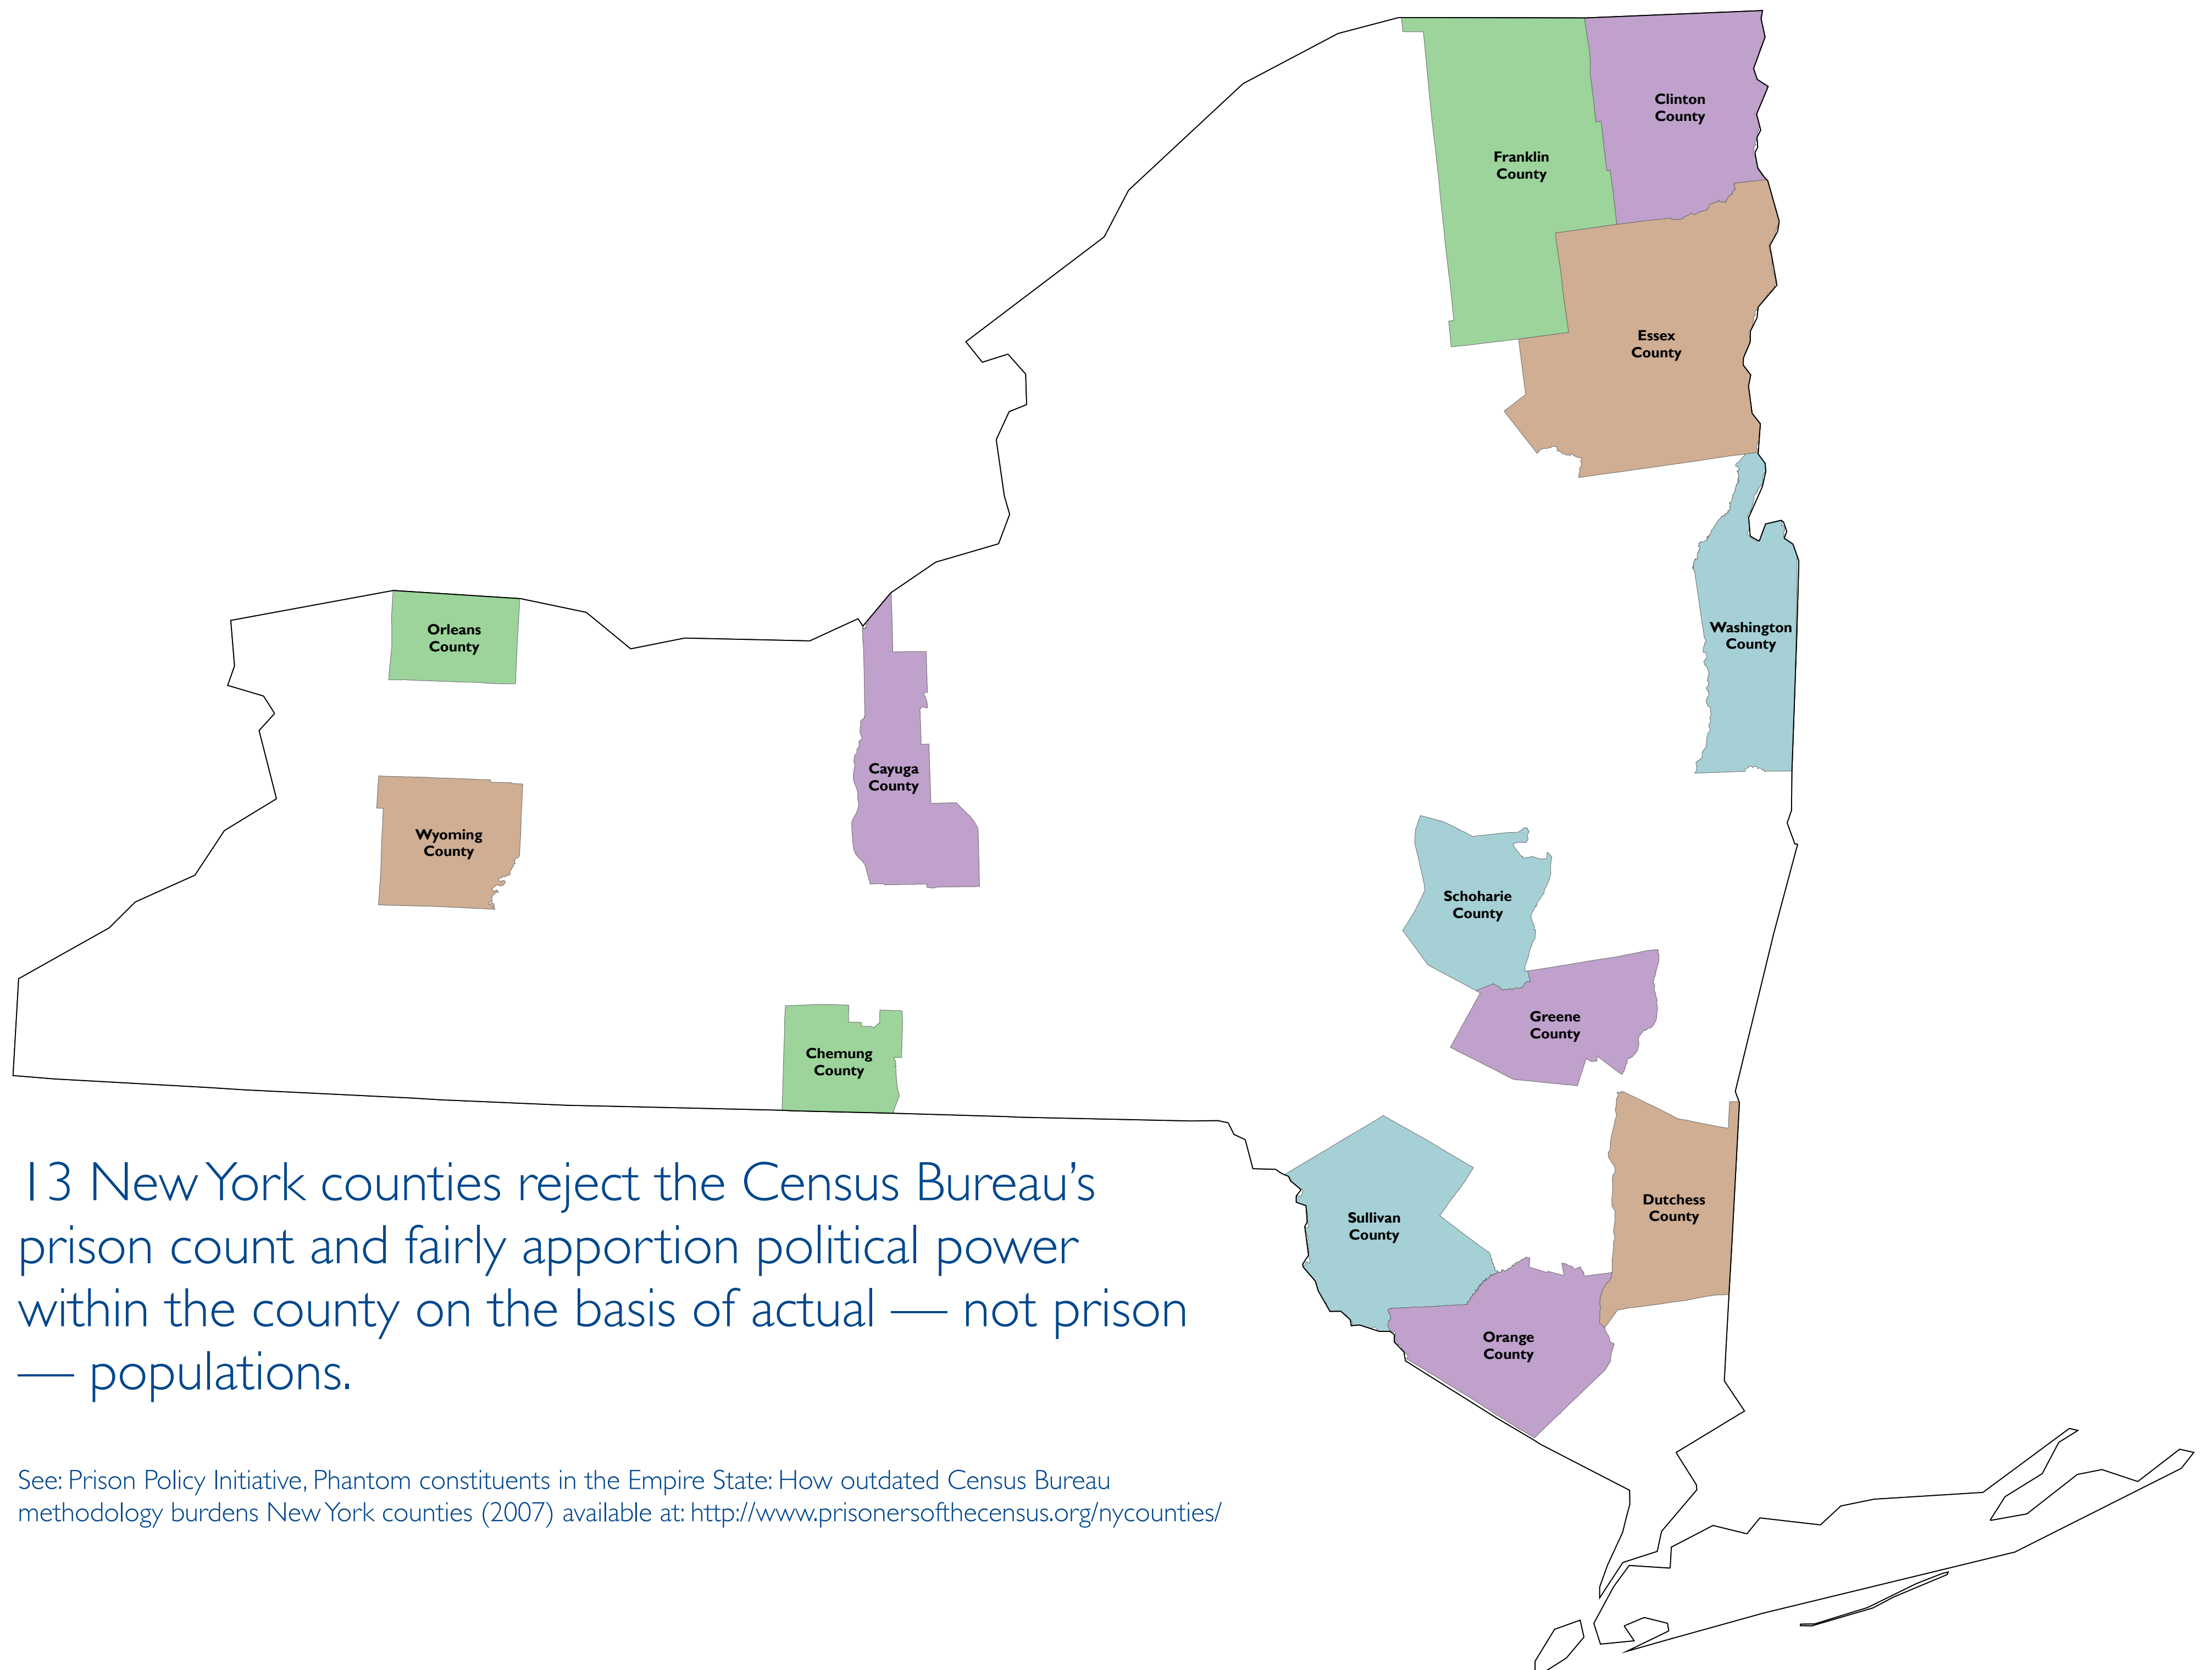 Clinton
County
Franklin
County
Essex
County
Orleans
County
Washington
County
Cayuga
County
Wyoming
County
Schoharie
County
Greene
County
Chemung
County
Dutchess
County
Sullivan
County
Orange
County
13 New York counties reject the Census Bureau’s
prison count and fairly apportion political power
within the county on the basis of actual — not prison
— populations.
See: Prison Policy Initiative, Phantom constituents in the Empire State: How outdated Census Bureau
methodology burdens New York counties (2007) available at: http://www.prisonersofthecensus.org/nycounties/